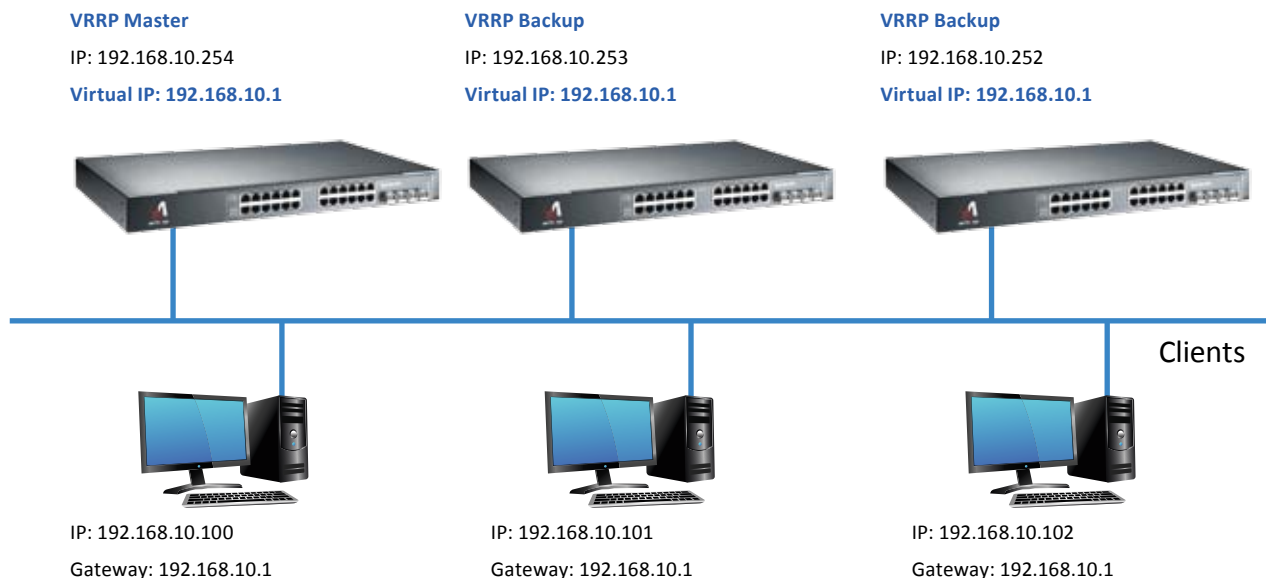 VRRP Master
IP: 192.168.10.254
Virtual IP: 192.168.10.1
VRRP Backup
IP: 192.168.10.253
Virtual IP: 192.168.10.1
VRRP Backup
IP: 192.168.10.252
Virtual IP: 192.168.10.1
Clients
IP: 192.168.10.100
Gateway: 192.168.10.1
IP: 192.168.10.101
Gateway: 192.168.10.1
IP: 192.168.10.102
Gateway: 192.168.10.1